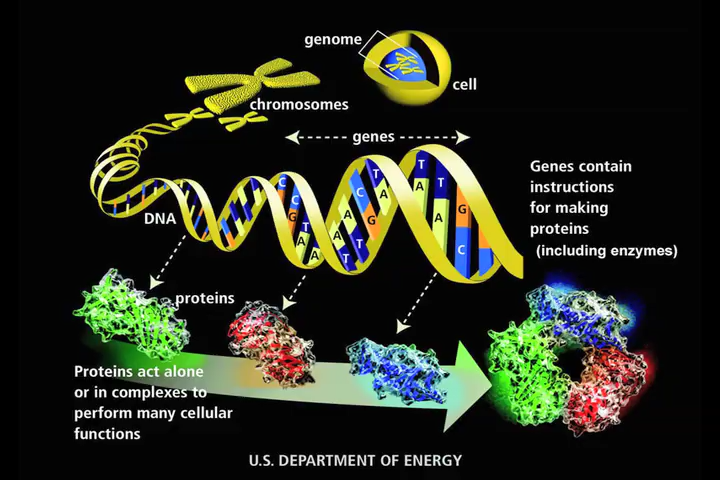 genome
cell
chromosomes
genes
Genes contain
instructions
for making
proteins
(including enzymes)
DNA
C
C
G
T
A
A
T
A
A
T
C
G
T
A
T
A
T
A
G
C
proteins
Proteins act alone
or in complexes to
perform many cellular
functions
U.S. DEPARTMENT OF ENERGY